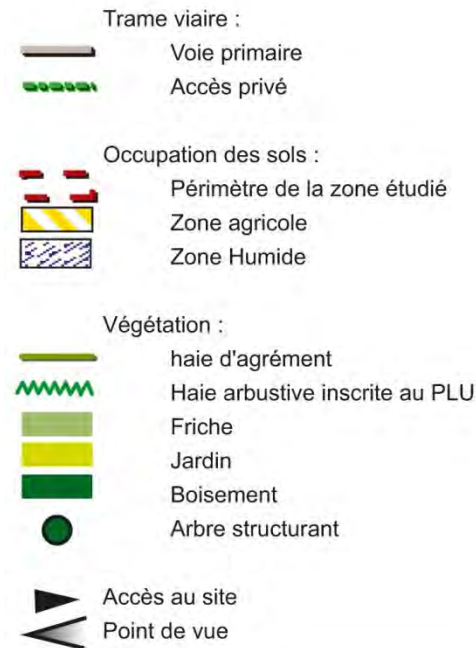 Trame viaire :
Voie primaire
Accès privé
Occupation des sols :
Périmètre de la zone étudié
Zone agricole
Zone Humide
Végétation :
haie d'agrément
Haie arbustive inscrite au PLU
Friche
Jardin
Boisement
Arbre structurant
Accès au site
Point de vue